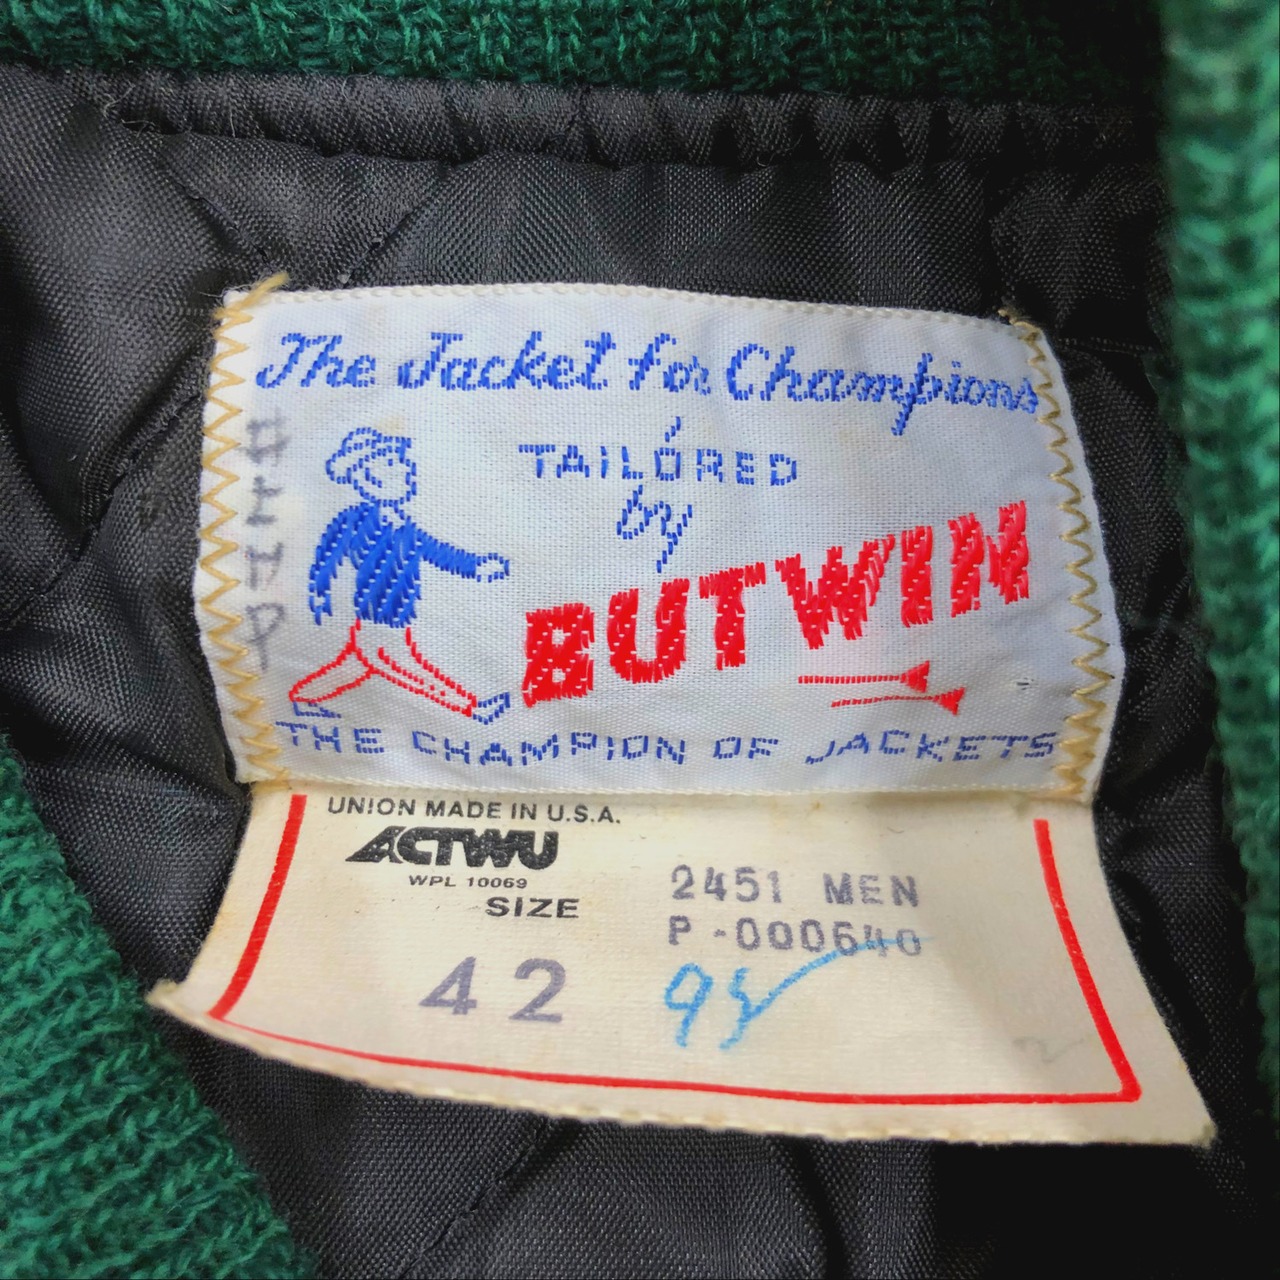 The Jacket for Champions
TAILORED
by
BUTWIN
THE CHAMPION OF JACKETS
UNION MADE IN U.S.A.
ACTWU
WPL 10069
SIZE
42
2451 MEN
P-000640